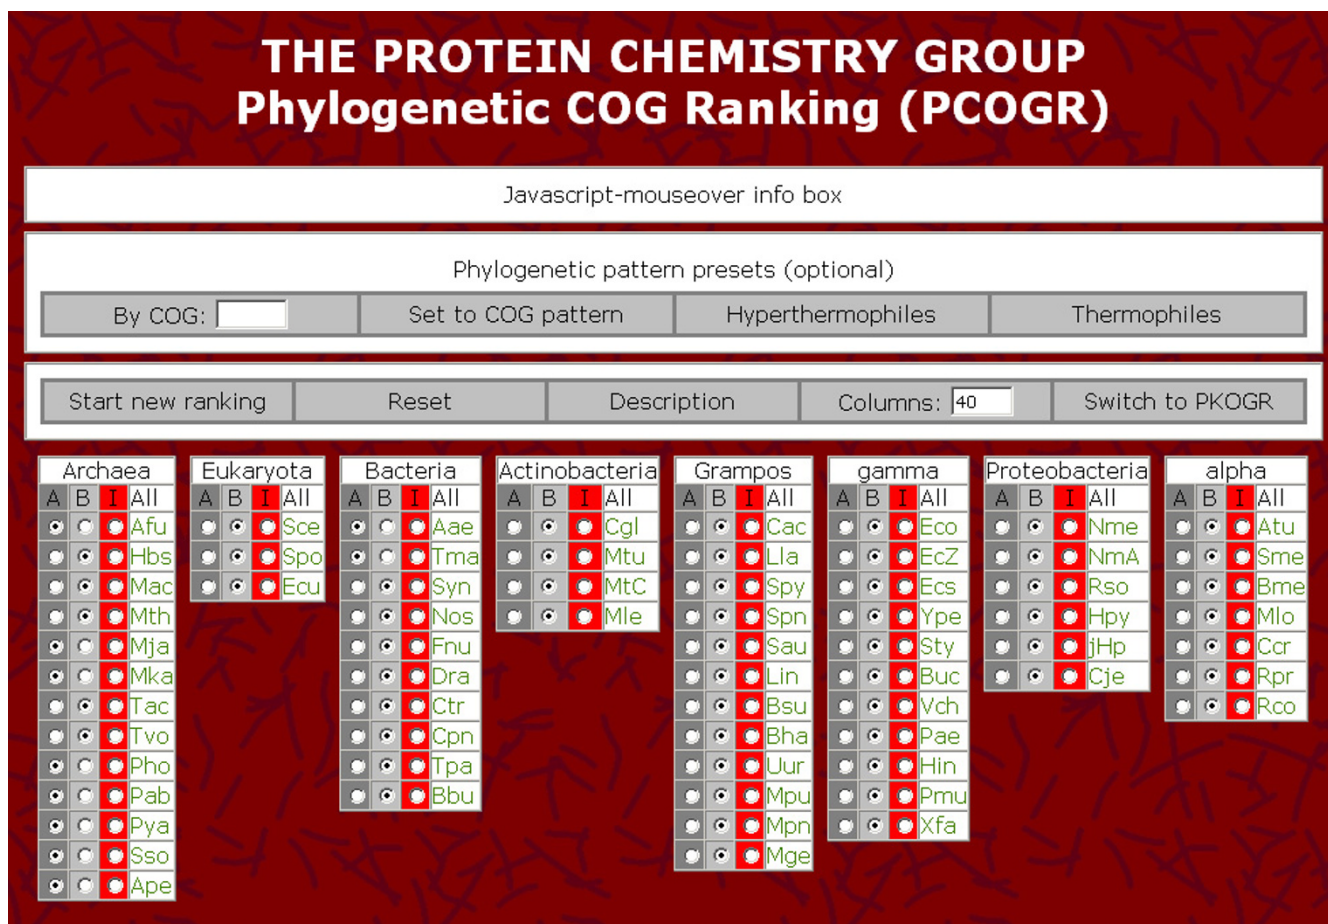 THE PROTEIN CHEMISTRY GROUP
Phylogenetic COG Ranking (PCOGR)
Javascript-mouseover info box
Phylogenetic pattern presets (optional)
By COG: Set to COG pattern Hyperthermophiles Thermophiles
Start new ranking Reset Description Columns: 40 Switch to PKOGR
Archaea Eukaryota Bacteria Actinobacteria Grampos gamma Proteobacteria alpha
A B I All A B I All A B I All A B I All A B I All A B I All A B I All A B I All
Afu Sce Aae Cgl Cac Eco Nme Atu
Hbs Spo Tma Mtu Lla EcZ NmA Sme
Mac Ecu Syn MtC Spy Ecs Rso Bme
Mth Nos Mle Spn Ype Hpy Mlo
Mja Fnu Sau Sty jHp Ccr
Mka Dra Lin Buc Cje Rpr
Tac Ctr Bsu Vch Rco
Tvo Cpn Bha Pae
Pho Tpa Uur Hin
Pab Bbu Mpu Pmu
Pya Mpn Xfa
Sso Mge
Ape